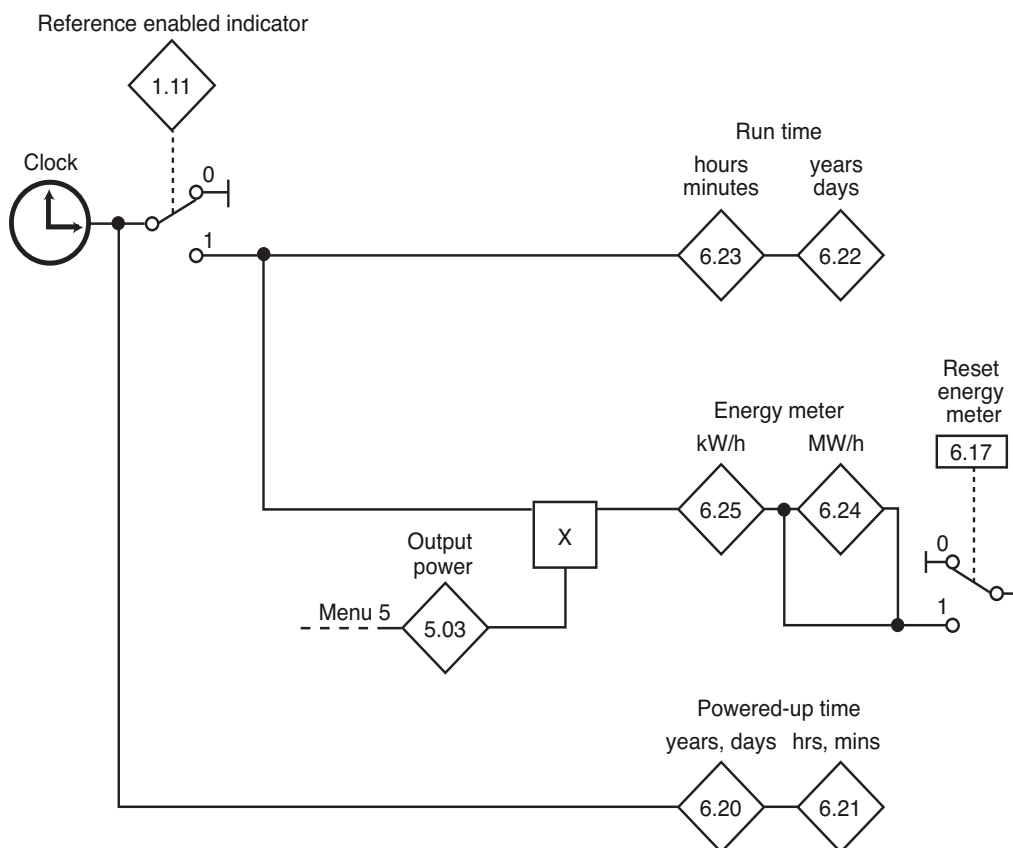 Reference enabled indicator
1.11
Clock
0
1
Run time
hours
minutes
years
days
6.23
6.22
Energy meter
kW/h
MW/h
6.25
6.24
Reset
energy
meter
6.17
0
1
X
Output
power
Menu 5
5.03
Powered-up time
years, days
hrs, mins
6.20
6.21